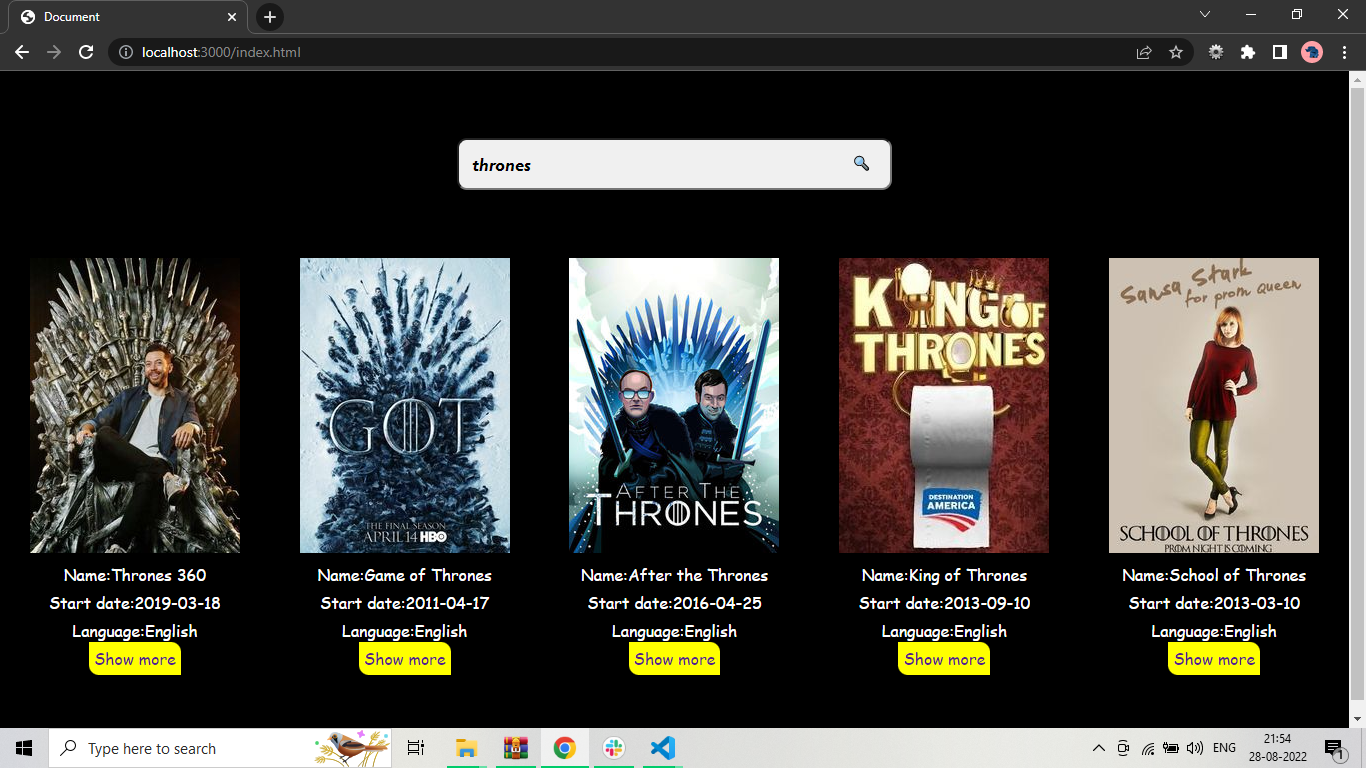 Document
localhost:3000/index.html
thrones
Sansa Stark
for prom queen
KING OF
THRONES
GOT
AFTER THE
THRONES
DESTINATION
AMERICA
THE FINAL SEASON
APRIL 14 HBO
SCHOOL OF THRONES
PROM NIGHT IS COMING
Name:Thrones 360
Start date:2019-03-18
Language:English
Show more
Name:Game of Thrones
Start date:2011-04-17
Language:English
Show more
Name:After the Thrones
Start date:2016-04-25
Language:English
Show more
Name:King of Thrones
Start date:2013-09-10
Language:English
Show more
Name:School of Thrones
Start date:2013-03-10
Language:English
Show more
Type here to search
ENG
21:54
28-08-2022
1